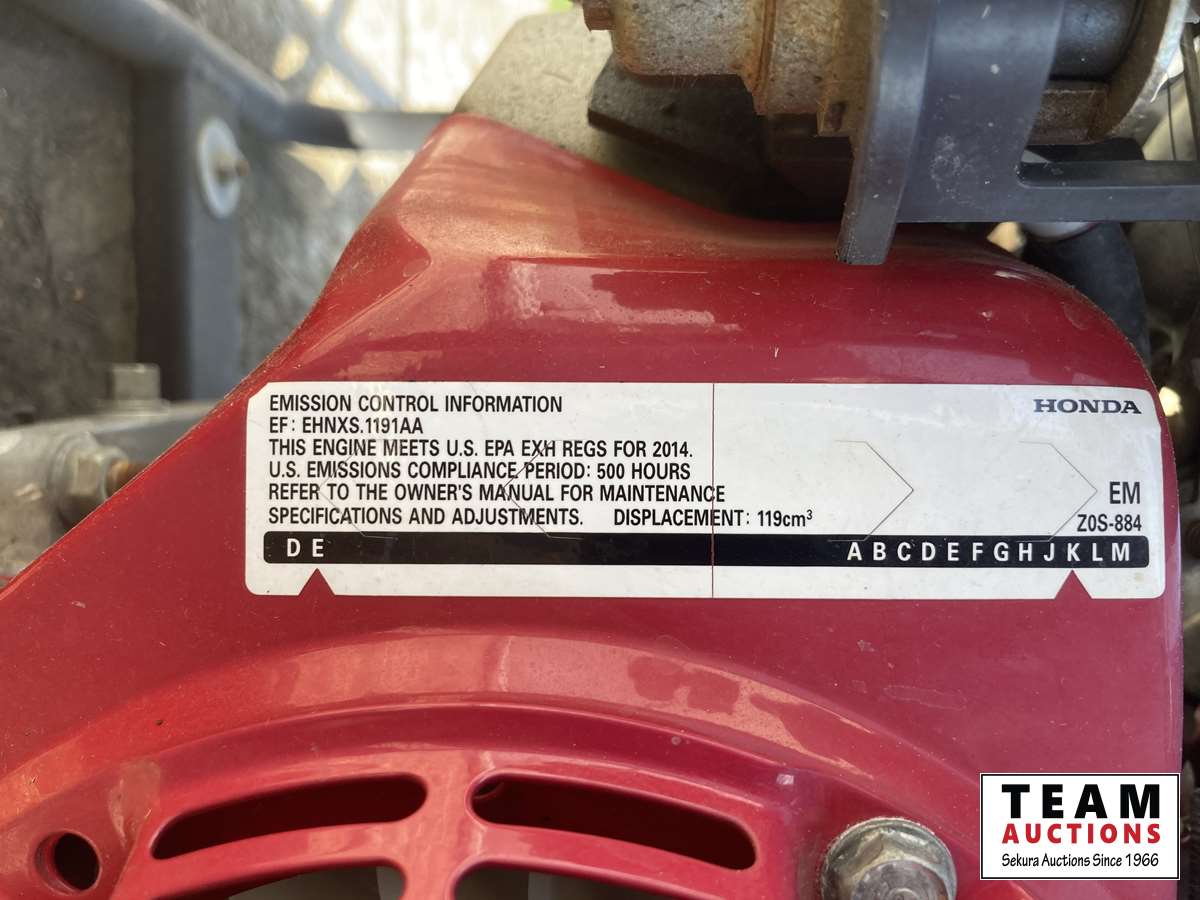 EMISSION CONTROL INFORMATION
EF: EHNXS.1191AA
THIS ENGINE MEETS U.S. EPA EXH REGS FOR 2014.
U.S. EMISSIONS COMPLIANCE PERIOD: 500 HOURS
REFER TO THE OWNER'S MANUAL FOR MAINTENANCE
SPECIFICATIONS AND ADJUSTMENTS. DISPLACEMENT: 119cm³
HONDA
EM
Z0S-884
D E A B C D E F G H J K L M
TEAM
AUCTIONS
Sekura Auctions Since 1966